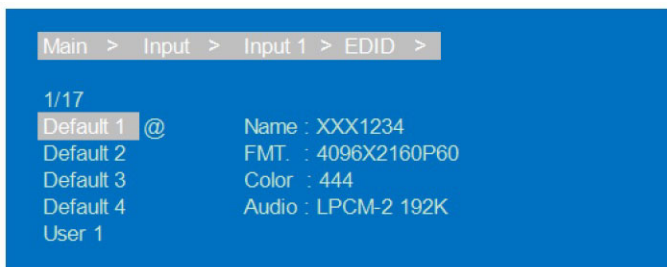 Main > Input > Input 1 > EDID >
1/17
Default 1 @ Name : XXX1234
Default 2 FMT. : 4096X2160P60
Default 3 Color : 444
Default 4 Audio : LPCM-2 192K
User 1